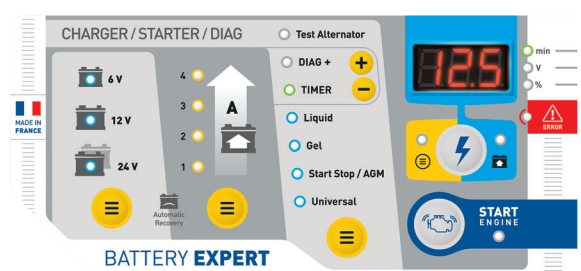 CHARGER / STARTER / DIAG
Test Alternator
DIAG +
TIMER
+
−
12.5
min
V
%
ERROR
6 V
12 V
24 V
4
3
2
1
A
Automatic
Recovery
Liquid
Gel
Start Stop / AGM
Universal
MADE IN
FRANCE
START
ENGINE
BATTERY EXPERT